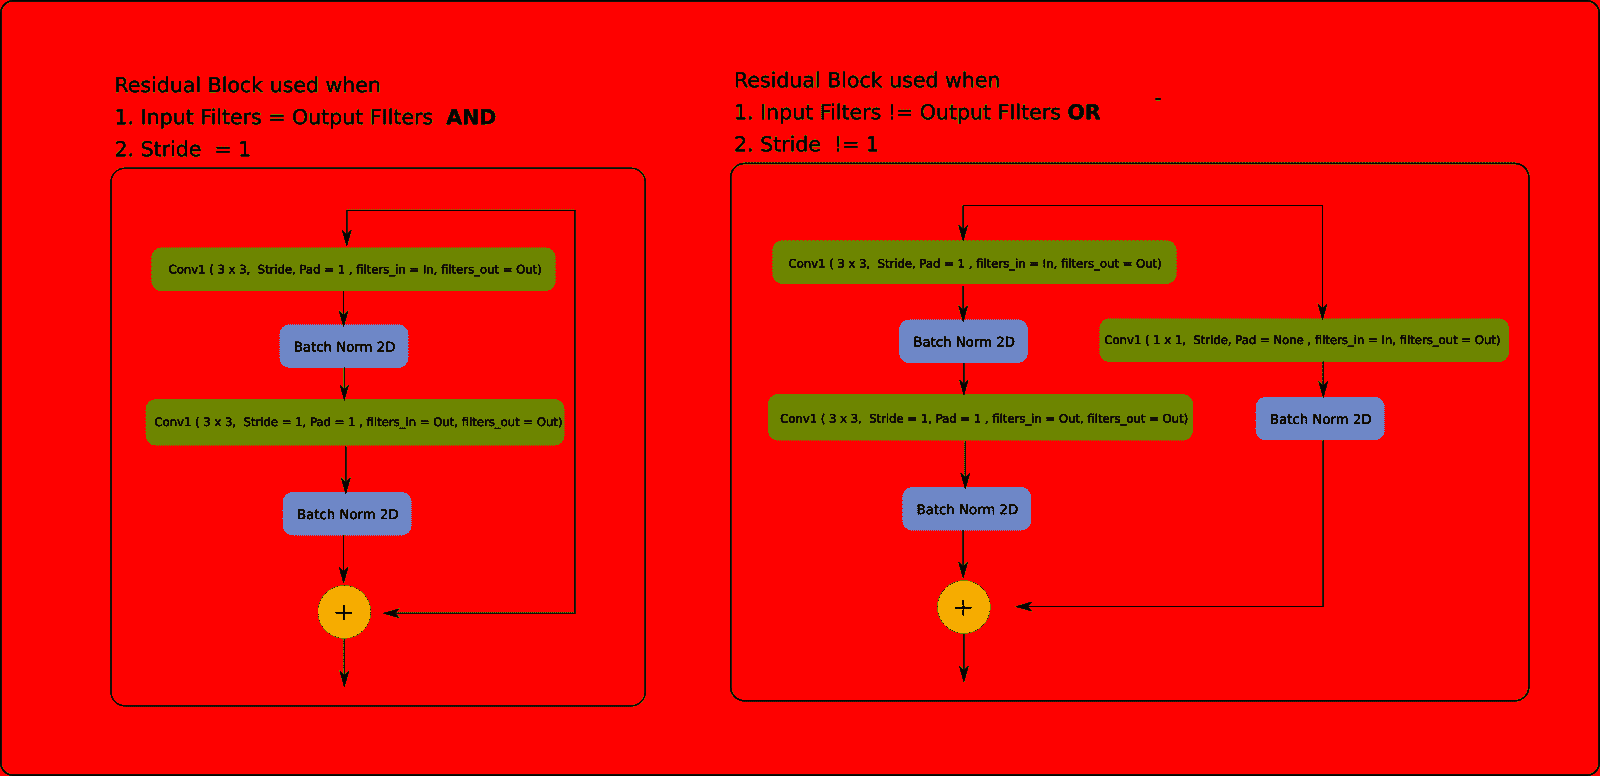 Residual Block used when
1. Input Filters = Output FIlters AND
2. Stride = 1
Conv1 ( 3 x 3, Stride, Pad = 1 , filters_in = In, filters_out = Out)
Batch Norm 2D
Conv1 ( 3 x 3, Stride = 1, Pad = 1 , filters_in = Out, filters_out = Out)
Batch Norm 2D
+
Residual Block used when
1. Input Filters != Output FIlters OR
2. Stride != 1
-
Conv1 ( 3 x 3, Stride, Pad = 1 , filters_in = In, filters_out = Out)
Batch Norm 2D
Conv1 ( 3 x 3, Stride = 1, Pad = 1 , filters_in = Out, filters_out = Out)
Batch Norm 2D
+
Conv1 ( 1 x 1, Stride, Pad = None , filters_in = In, filters_out = Out)
Batch Norm 2D